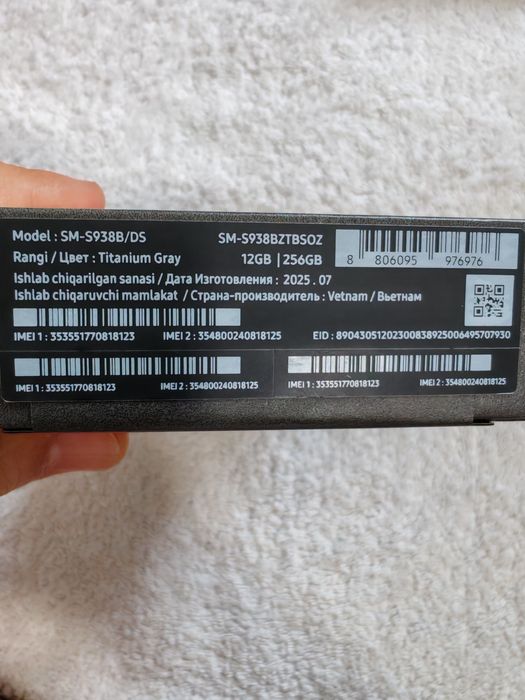 Model : SM-S938B/DS SM-S938BZTBSOZ
Rangi / Цвет : Titanium Gray 12GB | 256GB
8 806095 976976
Ishlab chiqarilgan sanasi / Дата Изготовления : 2025 . 07
Ishlab chiqaruvchi mamlakat / Страна-производитель : Vetnam / Вьетнам
IMEI 1 : 353551770818123 IMEI 2 : 354800240818125 EID : 89043051202300838925006495707930
IMEI 1 : 353551770818123 IMEI 2 : 354800240818125 IMEI 1 : 353551770818123 IMEI 2 : 354800240818125